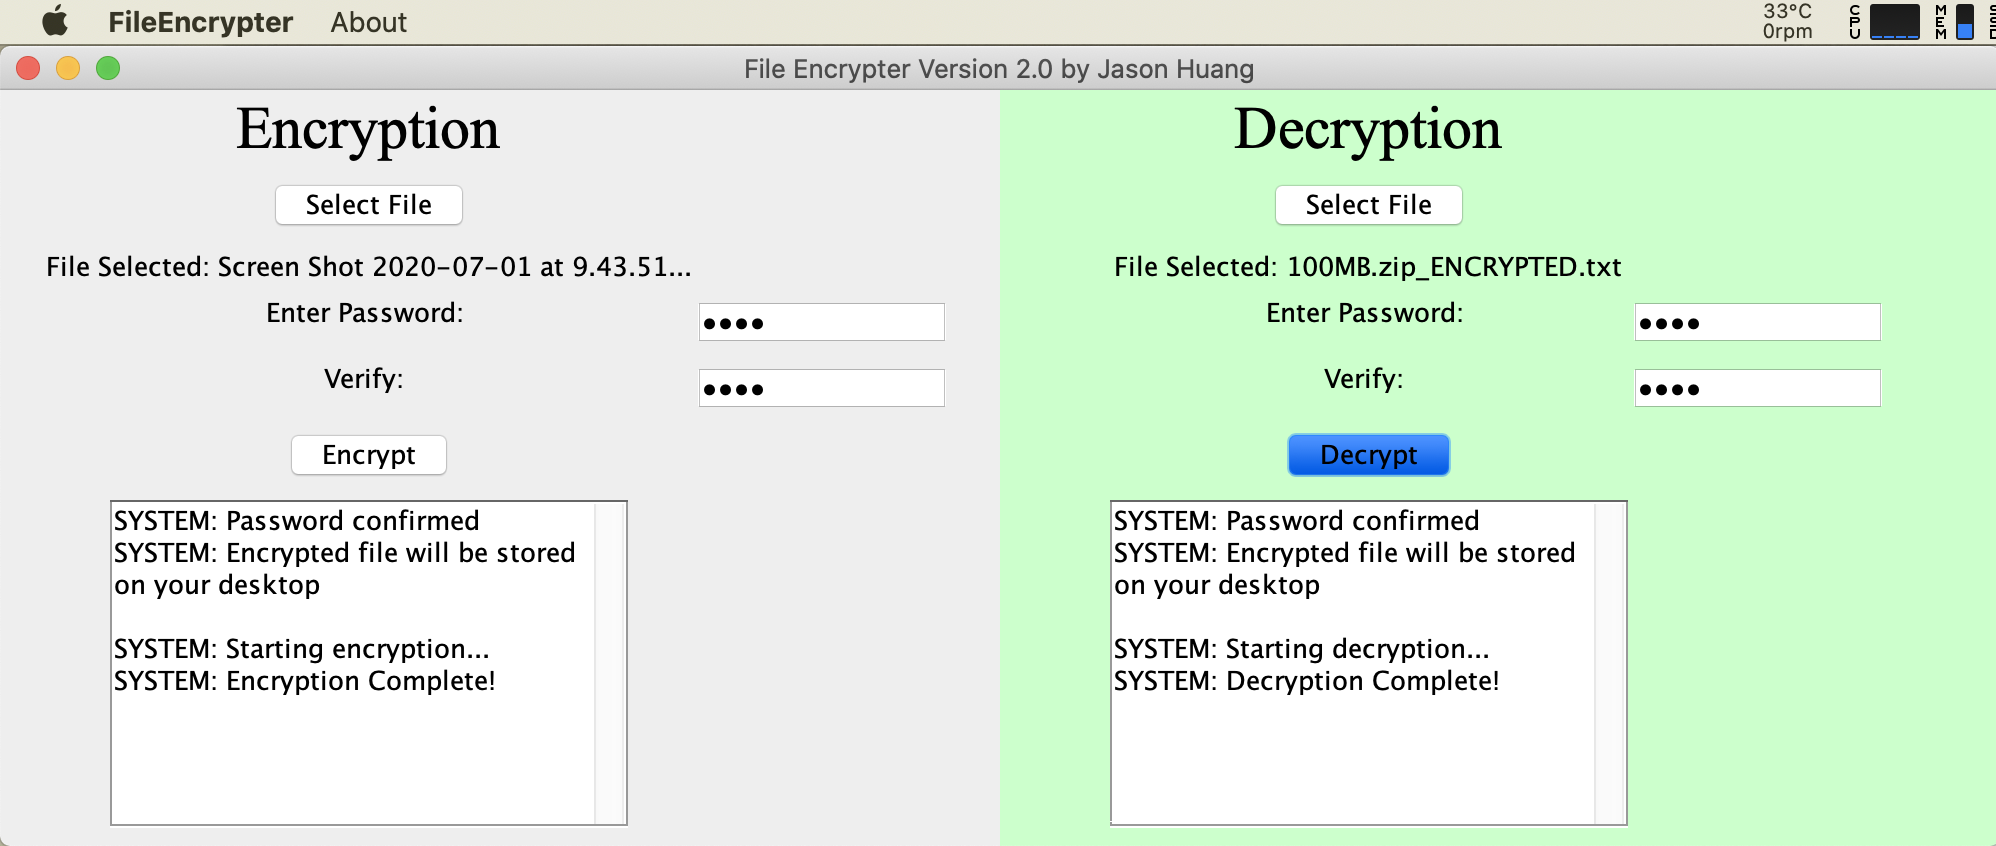 FileEncrypter About 33°C CPU MEM
0rpm
File Encrypter Version 2.0 by Jason Huang
Encryption
Select File
File Selected: Screen Shot 2020-07-01 at 9.43.51...
Enter Password: ••••
Verify: ••••
Encrypt
SYSTEM: Password confirmed
SYSTEM: Encrypted file will be stored
on your desktop
SYSTEM: Starting encryption...
SYSTEM: Encryption Complete!
Decryption
Select File
File Selected: 100MB.zip_ENCRYPTED.txt
Enter Password: ••••
Verify: ••••
Decrypt
SYSTEM: Password confirmed
SYSTEM: Encrypted file will be stored
on your desktop
SYSTEM: Starting decryption...
SYSTEM: Decryption Complete!